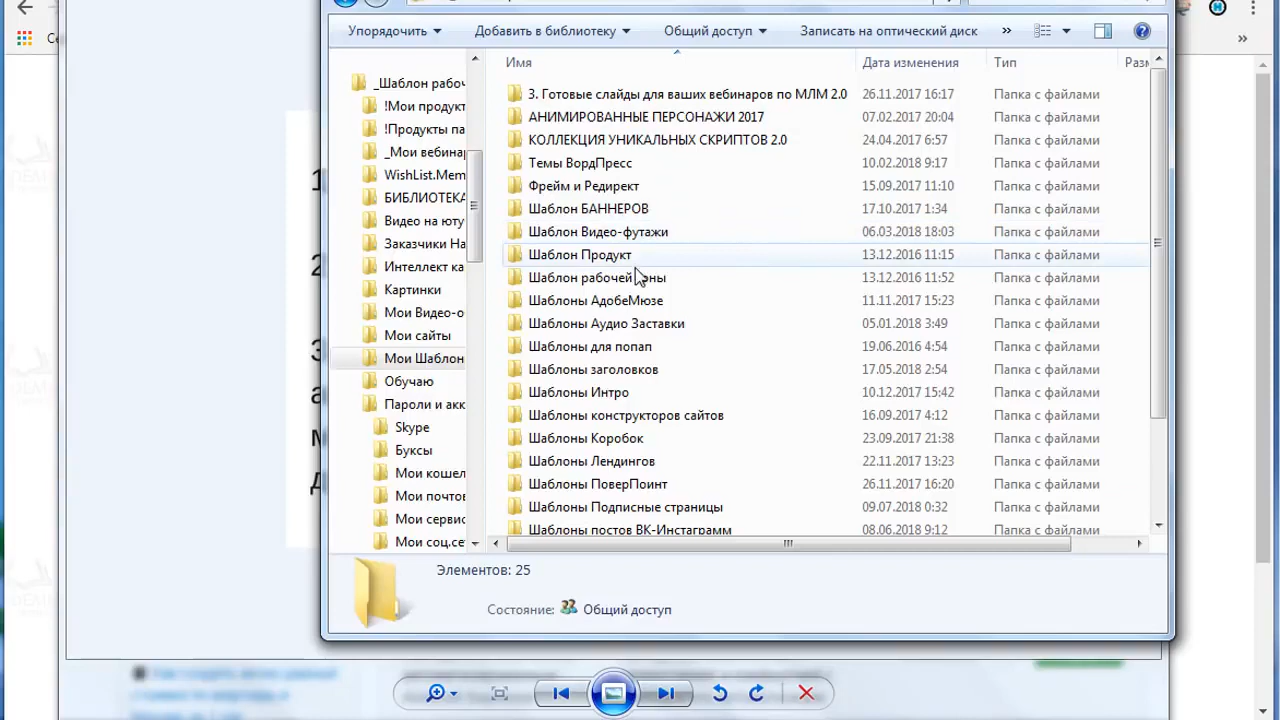 Упорядочить
Добавить в библиотеку
Общий доступ
Записать на оптический диск
»
»
Имя
Дата изменения
Тип
Разм
_Шаблон рабоч
!Мои продукт
!Продукты па
_Мои вебинар
WishList.Mem
БИБЛИОТЕКА
Видео на юту
Заказчики На
Интеллект ка
Картинки
Мои Видео-о
Мои сайты
Мои Шаблон
Обучаю
Пароли и акк
Skype
Буксы
Мои кошел
Мои почтов
Мои сервис
Мои соц.се
3. Готовые слайды для ваших вебинаров по МЛМ 2.0 26.11.2017 16:17 Папка с файлами
АНИМИРОВАННЫЕ ПЕРСОНАЖИ 2017 07.02.2017 20:04 Папка с файлами
КОЛЛЕКЦИЯ УНИКАЛЬНЫХ СКРИПТОВ 2.0 24.04.2017 6:57 Папка с файлами
Темы ВордПресс 10.02.2018 9:17 Папка с файлами
Фрейм и Редирект 15.09.2017 11:10 Папка с файлами
Шаблон БАННЕРОВ 17.10.2017 1:34 Папка с файлами
Шаблон Видео-футажи 06.03.2018 18:03 Папка с файлами
Шаблон Продукт 13.12.2016 11:15 Папка с файлами
Шаблон рабочей зоны 13.12.2016 11:52 Папка с файлами
Шаблоны АдобеМюзе 11.11.2017 15:23 Папка с файлами
Шаблоны Аудио Заставки 05.01.2018 3:49 Папка с файлами
Шаблоны для попап 19.06.2016 4:54 Папка с файлами
Шаблоны заголовков 17.05.2018 2:54 Папка с файлами
Шаблоны Интро 10.12.2017 15:42 Папка с файлами
Шаблоны конструкторов сайтов 16.09.2017 4:12 Папка с файлами
Шаблоны Коробок 23.09.2017 21:38 Папка с файлами
Шаблоны Лендингов 22.11.2017 13:23 Папка с файлами
Шаблоны ПоверПоинт 26.11.2017 16:20 Папка с файлами
Шаблоны Подписные страницы 09.07.2018 0:32 Папка с файлами
Шаблоны постов ВК-Инстаграмм 08.06.2018 9:12 Папка с файлами
Элементов: 25
Состояние: Общий доступ